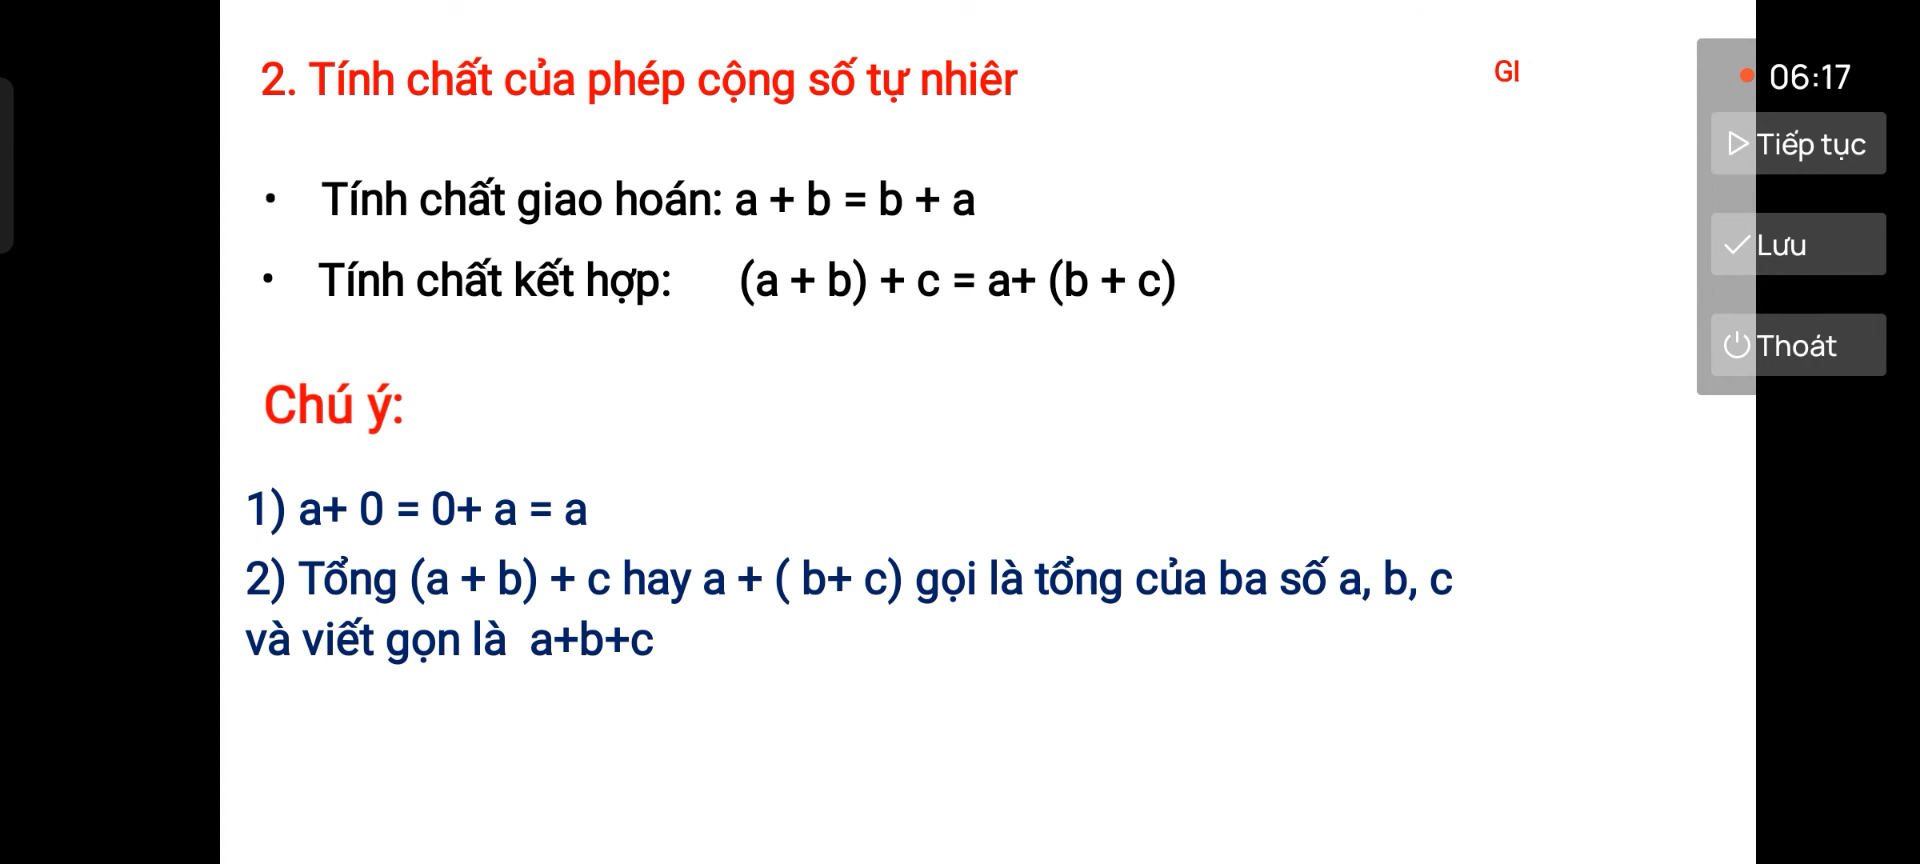 2. Tính chất của phép cộng số tự nhiêr
GI
06:17
Tiếp tục
Lưu
Thoát
• Tính chất giao hoán: a + b = b + a
• Tính chất kết hợp: (a + b) + c = a+ (b + c)
Chú ý:
1) a+ 0 = 0+ a = a
2) Tổng (a + b) + c hay a + ( b+ c) gọi là tổng của ba số a, b, c
và viết gọn là a+b+c